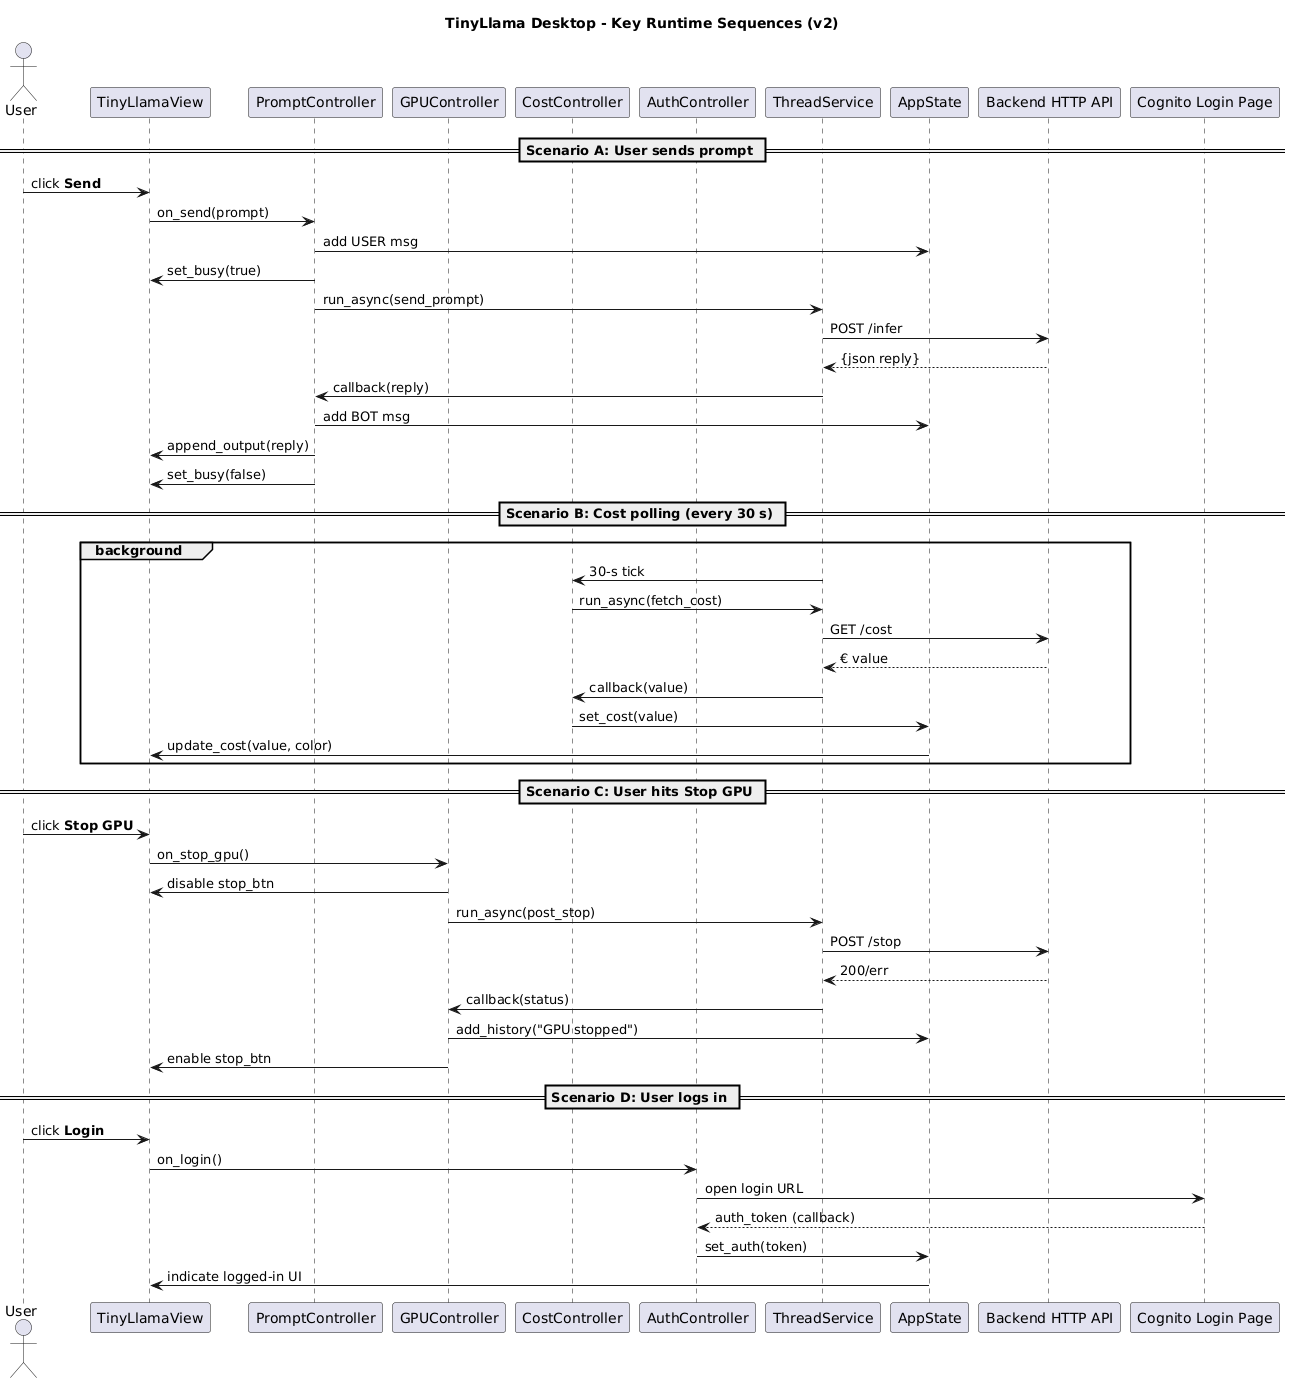 TinyLlama Desktop - Key Runtime Sequences (v2)
User
TinyLlamaView
PromptController
GPUController
CostController
AuthController
ThreadService
AppState
Backend HTTP API
Cognito Login Page
Scenario A: User sends prompt
click Send
on_send(prompt)
add USER msg
set_busy(true)
run_async(send_prompt)
POST /infer
{json reply}
callback(reply)
add BOT msg
append_output(reply)
set_busy(false)
Scenario B: Cost polling (every 30 s)
background
30-s tick
run_async(fetch_cost)
GET /cost
€ value
callback(value)
set_cost(value)
update_cost(value, color)
Scenario C: User hits Stop GPU
click Stop GPU
on_stop_gpu()
disable stop_btn
run_async(post_stop)
POST /stop
200/err
callback(status)
add_history("GPU stopped")
enable stop_btn
Scenario D: User logs in
click Login
on_login()
open login URL
auth_token (callback)
set_auth(token)
indicate logged-in UI
User
TinyLlamaView
PromptController
GPUController
CostController
AuthController
ThreadService
AppState
Backend HTTP API
Cognito Login Page